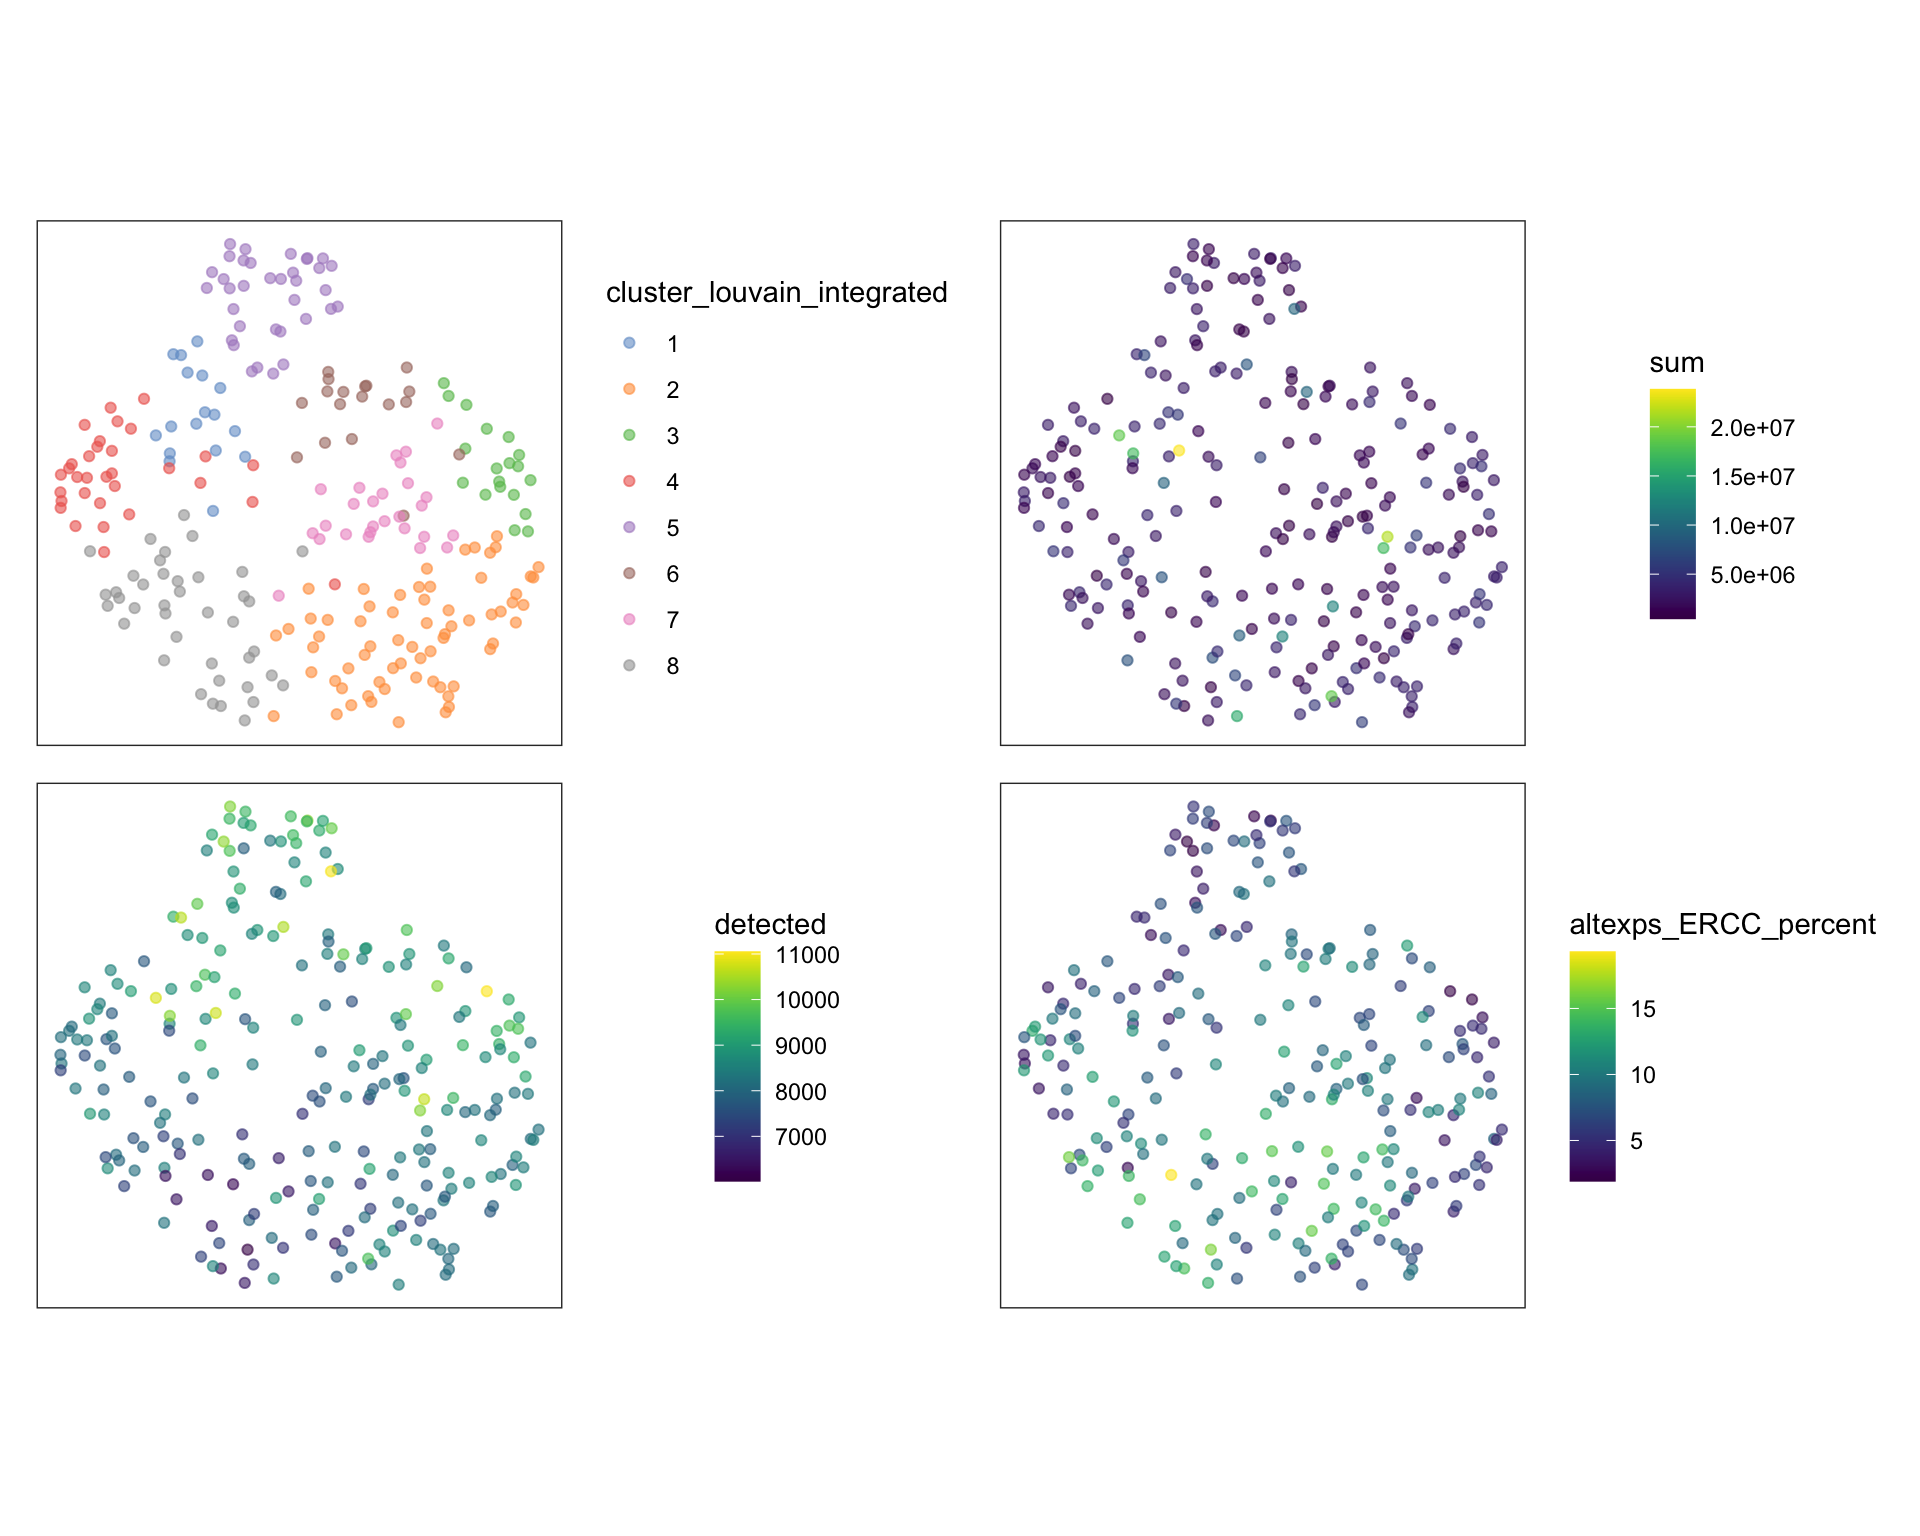 cluster_louvain_integrated
1
2
3
4
5
6
7
8
sum
2.0e+07
1.5e+07
1.0e+07
5.0e+06
detected
11000
10000
9000
8000
7000
altexps_ERCC_percent
15
10
5